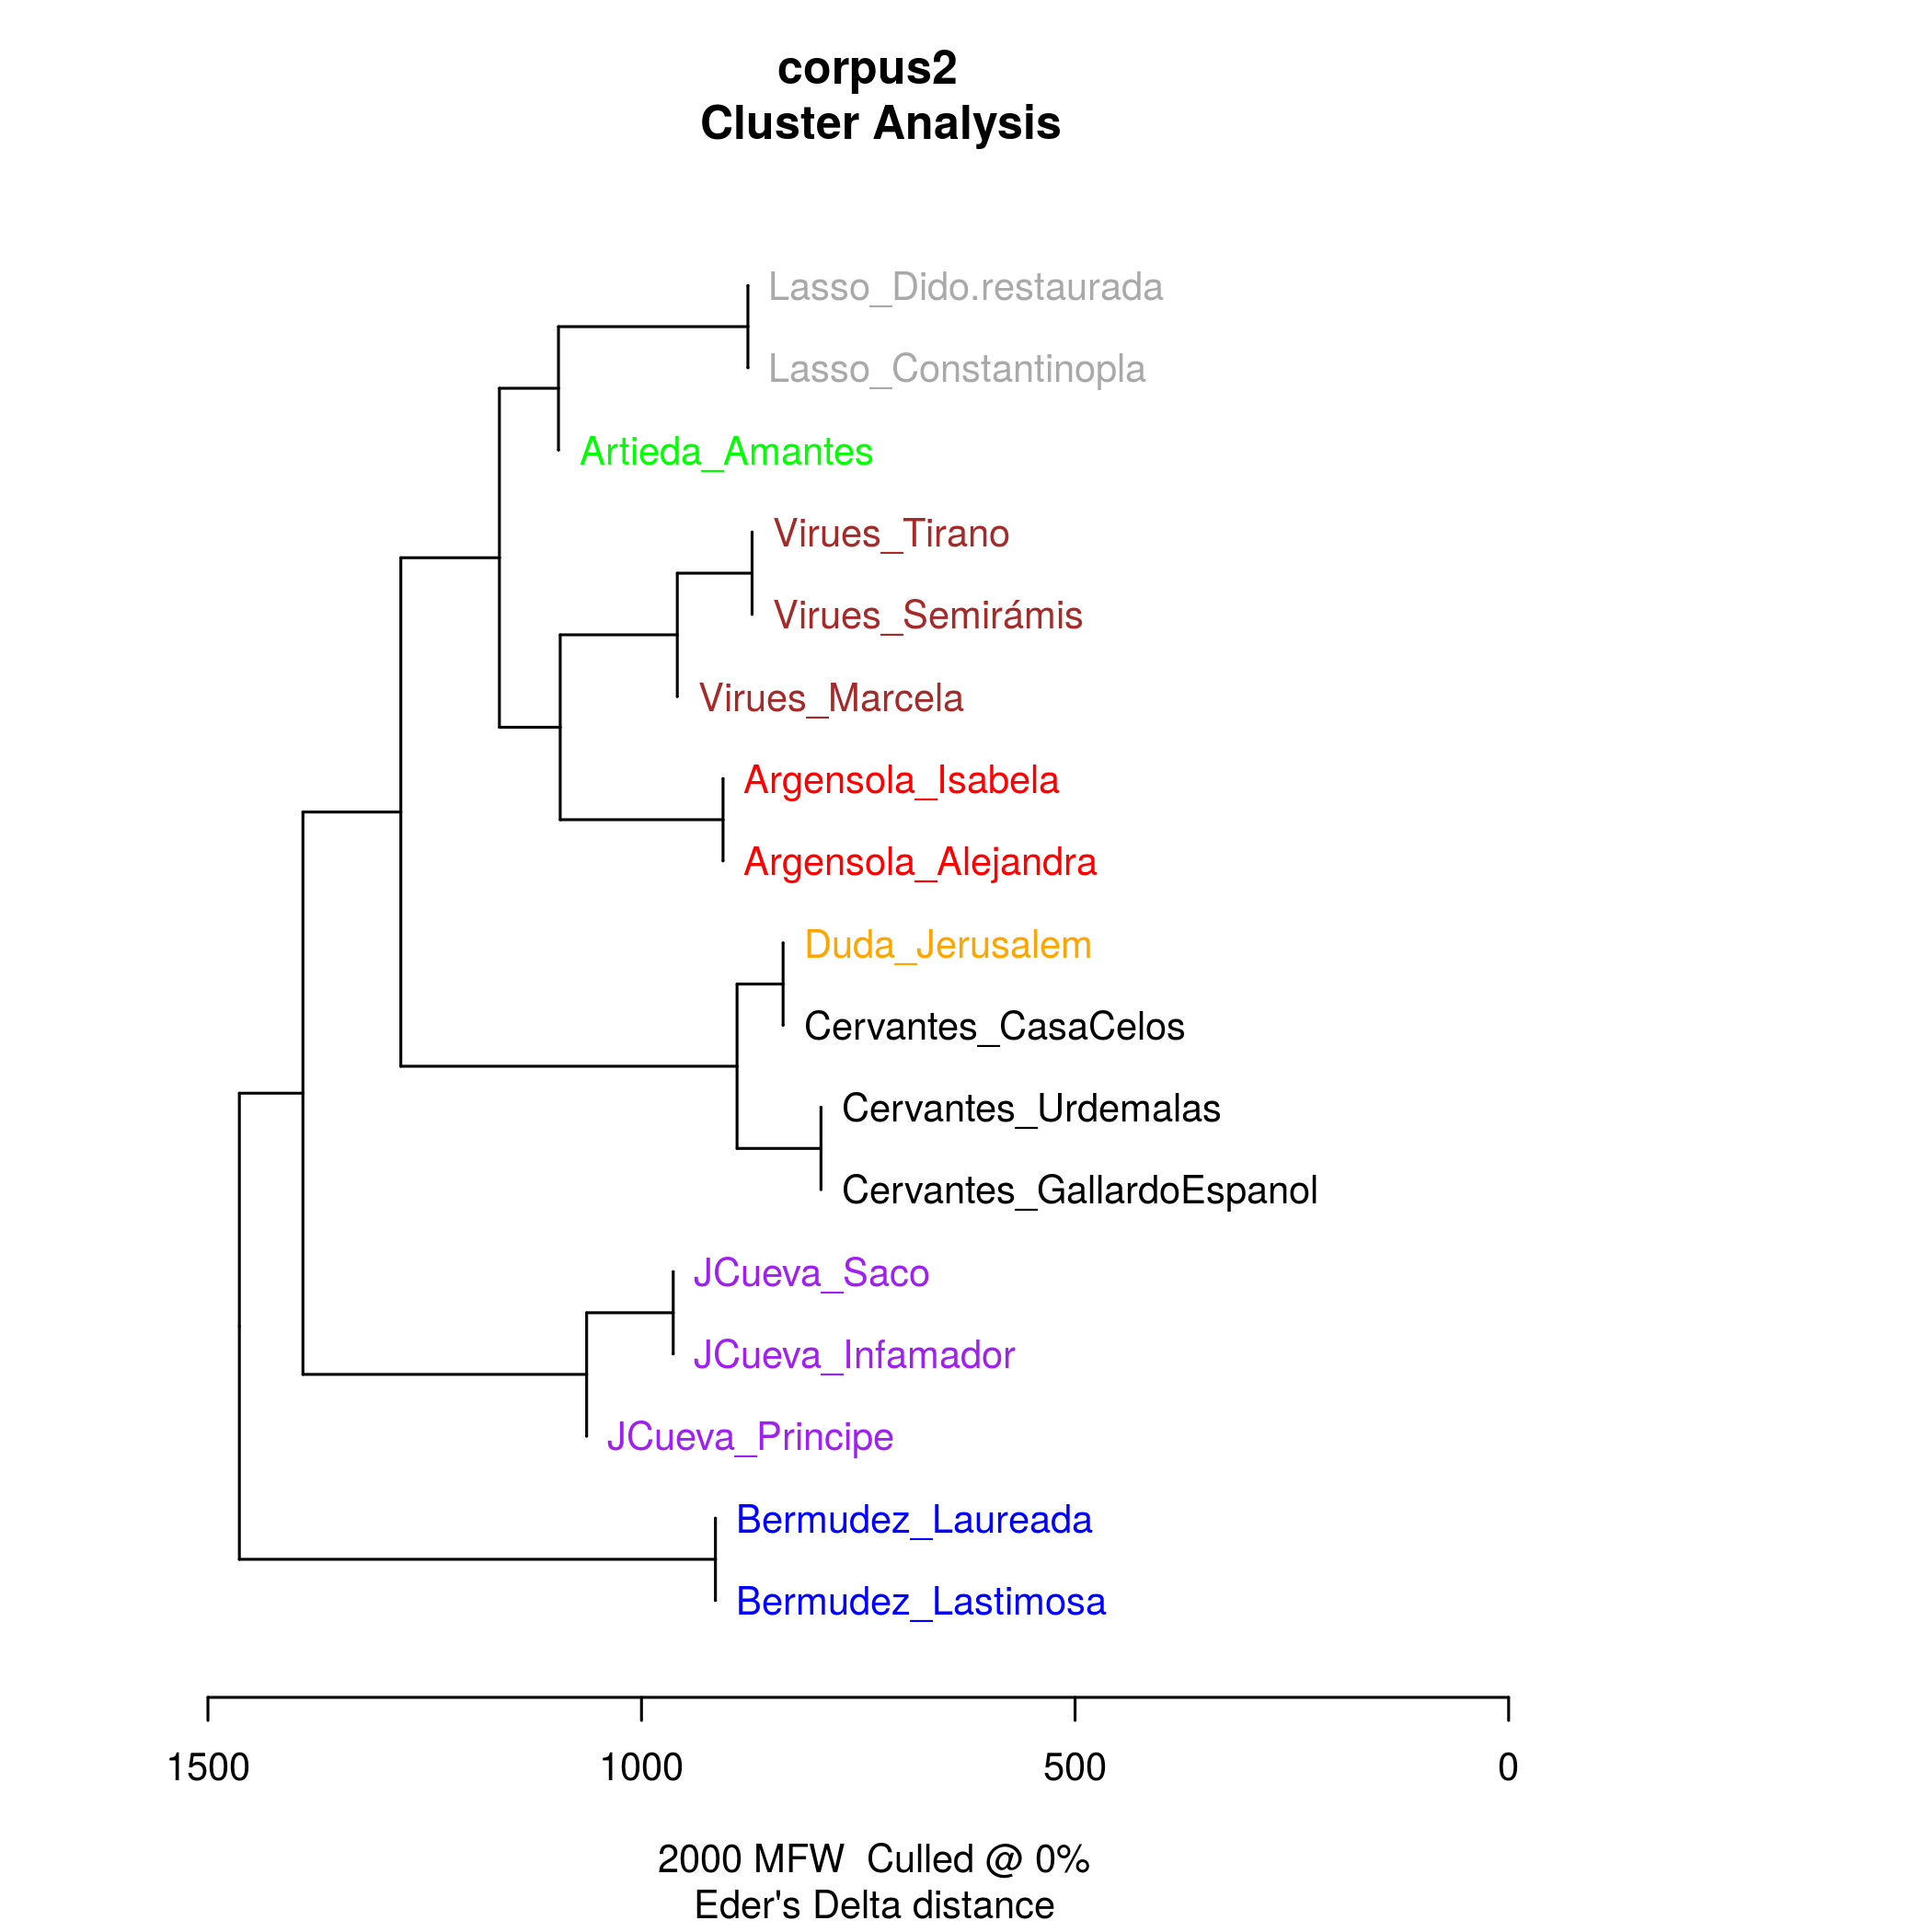 corpus2
Cluster Analysis
Lasso_Dido.restaurada
Lasso_Constantinopla
Artieda_Amantes
Virues_Tirano
Virues_Semirámis
Virues_Marcela
Argensola_Isabela
Argensola_Alejandra
Duda_Jerusalem
Cervantes_CasaCelos
Cervantes_Urdemalas
Cervantes_GallardoEspanol
JCueva_Saco
JCueva_Infamador
JCueva_Principe
Bermudez_Laureada
Bermudez_Lastimosa
1500 1000 500 0
2000 MFW  Culled @ 0%
Eder's Delta distance